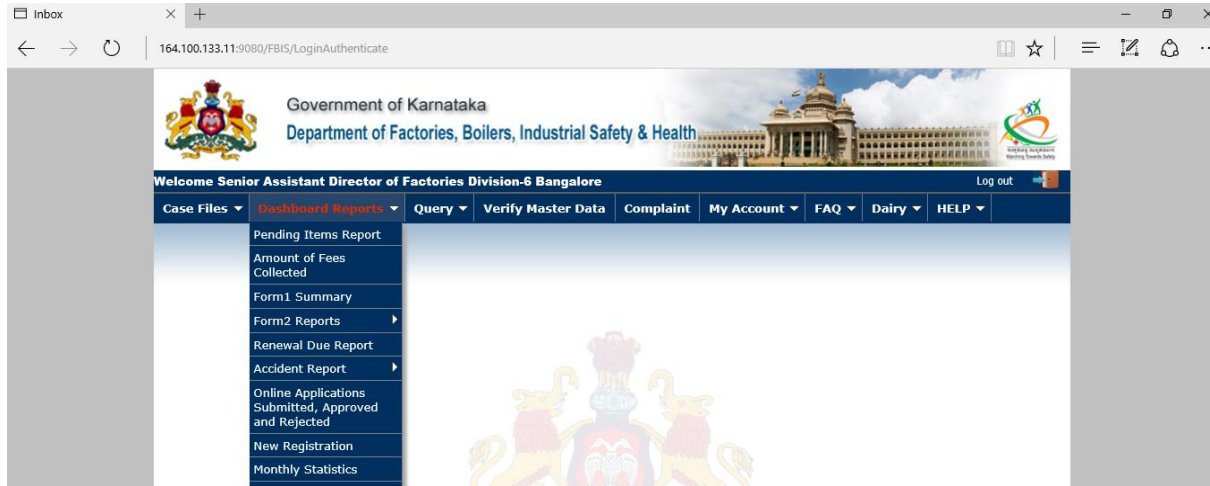 Inbox
164.100.133.11:9080/FBIS/LoginAuthenticate
Government of Karnataka
Department of Factories, Boilers, Industrial Safety & Health
Marching Towards Safety
Welcome Senior Assistant Director of Factories Division-6 Bangalore
Log out
Case Files Dashboard Reports Query Verify Master Data Complaint My Account FAQ Dairy HELP
Pending Items Report
Amount of Fees
Collected
Form1 Summary
Form2 Reports
Renewal Due Report
Accident Report
Online Applications
Submitted, Approved
and Rejected
New Registration
Monthly Statistics